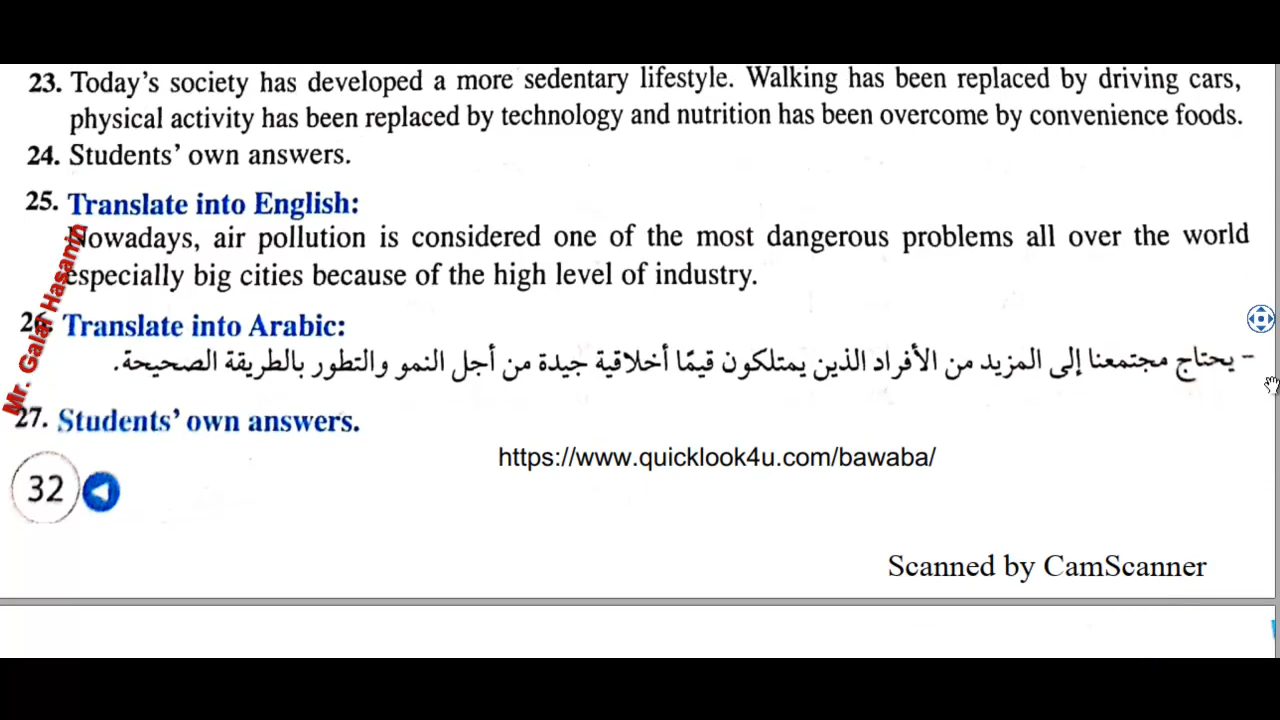 23. Today's society has developed a more sedentary lifestyle. Walking has been replaced by driving cars,
physical activity has been replaced by technology and nutrition has been overcome by convenience foods.
24. Students' own answers.
25. Translate into English:
Nowadays, air pollution is considered one of the most dangerous problems all over the world
especially big cities because of the high level of industry.
26. Translate into Arabic:
- يحتاج مجتمعنا إلى المزيد من الأفراد الذين يمتلكون قيمًا أخلاقية جيدة من أجل النمو والتطور بالطريقة الصحيحة.
27. Students' own answers.
Mr. Galal Hasanin
https://www.quicklook4u.com/bawaba/
32
Scanned by CamScanner